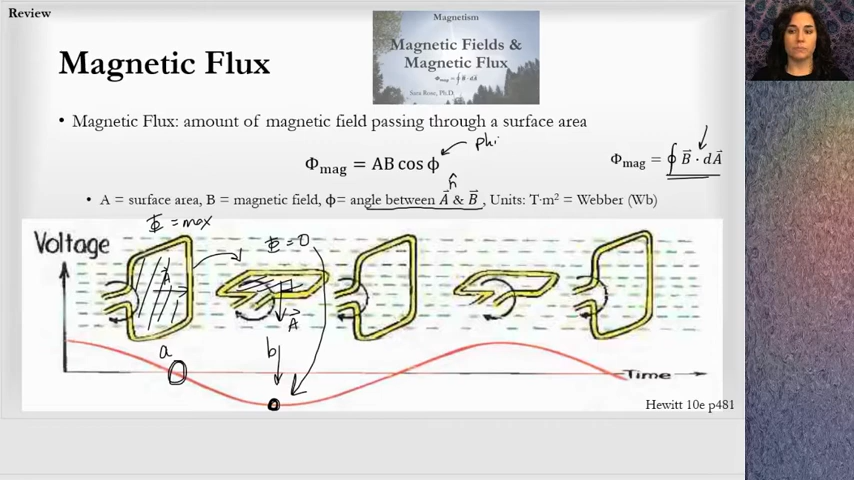 Review
Magnetism
Magnetic Fields &
Magnetic Flux
Φmag = ∮ B⃗ · dA⃗
Sara Rose, Ph.D.
Magnetic Flux
• Magnetic Flux: amount of magnetic field passing through a surface area
phi
Φmag = AB cos ϕ
Φmag = ∮ B⃗ · dA⃗
n̂
• A = surface area, B = magnetic field, ϕ= angle between A⃗ & B⃗, Units: T·m² = Webber (Wb)
Φ = max
Φ = 0
Voltage
A⃗
A⃗
a
b
Time
Hewitt 10e p481